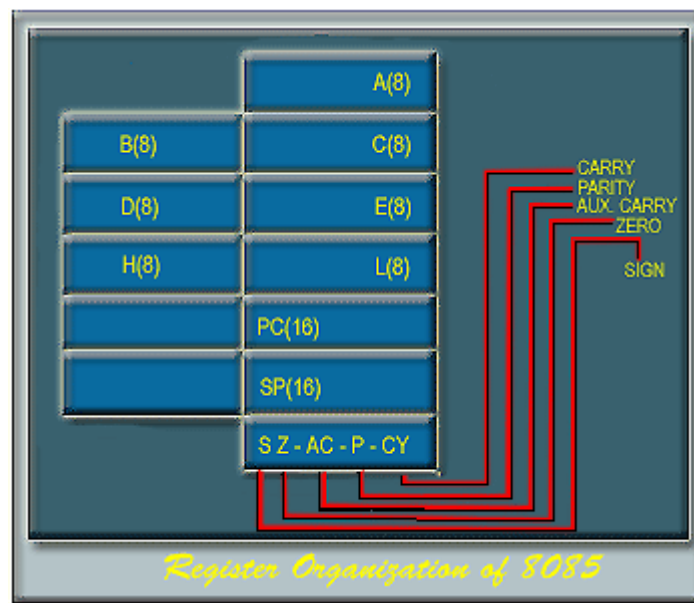 A(8)
B(8) C(8)
D(8) E(8)
H(8) L(8)
PC(16)
SP(16)
S Z - AC - P - CY
CARRY
PARITY
AUX. CARRY
ZERO
SIGN
Register Organization of 8085